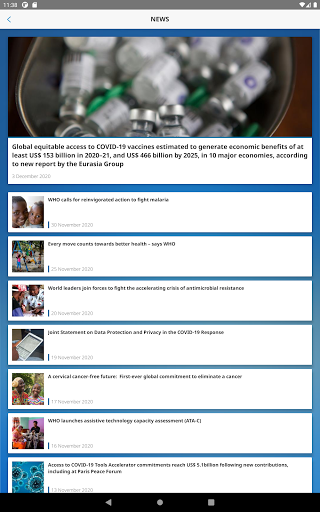 11:38
NEWS
Global equitable access to COVID-19 vaccines estimated to generate economic benefits of at
least US$ 153 billion in 2020–21, and US$ 466 billion by 2025, in 10 major economies, according
to new report by the Eurasia Group
3 December 2020
WHO calls for reinvigorated action to fight malaria
30 November 2020
Every move counts towards better health – says WHO
25 November 2020
World leaders join forces to fight the accelerating crisis of antimicrobial resistance
20 November 2020
Joint Statement on Data Protection and Privacy in the COVID-19 Response
19 November 2020
A cervical cancer-free future: First-ever global commitment to eliminate a cancer
17 November 2020
WHO launches assistive technology capacity assessment (ATA-C)
16 November 2020
Access to COVID-19 Tools Accelerator commitments reach US$ 5.1billion following new contributions,
including at Paris Peace Forum
13 November 2020